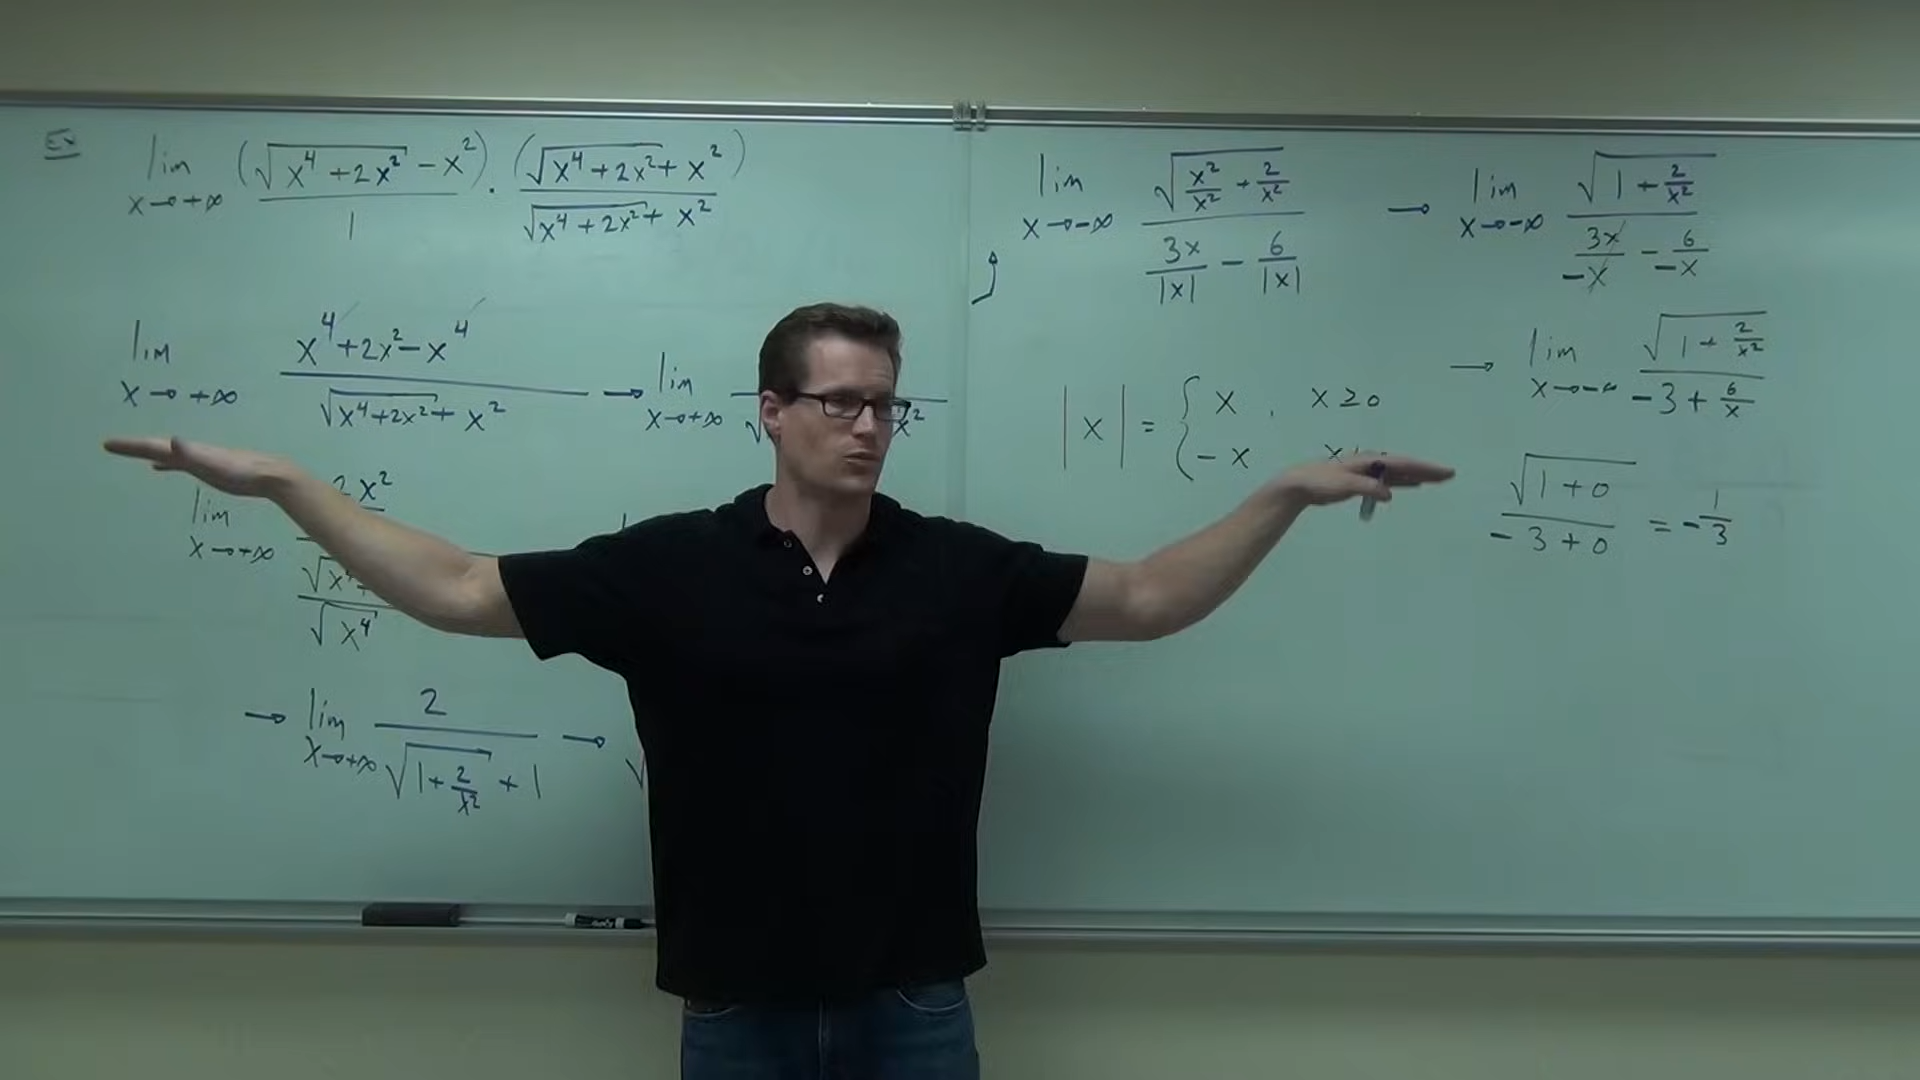 Ex lim x→+∞ (√(x⁴+2x²) − x²)/1 · (√(x⁴+2x²) + x²)/(√(x⁴+2x²) + x²)
lim x→+∞ (x⁴+2x²−x⁴)/(√(x⁴+2x²) + x²) → lim x→+∞
lim x→+∞ 2x²
√x⁴
→ lim x→+∞ 2/(√(1+2/x²) + 1) →
lim x→−∞ √(x²/x² + 2/x²)/(3x/|x| − 6/|x|) → lim x→−∞ √(1 + 2/x²)/(3x/−x − 6/−x)
→ lim x→−∞ √(1 + 2/x²)/(−3 + 6/x)
|x| = { x , x ≥ 0
−x
√(1+0)/(−3+0) = −1/3